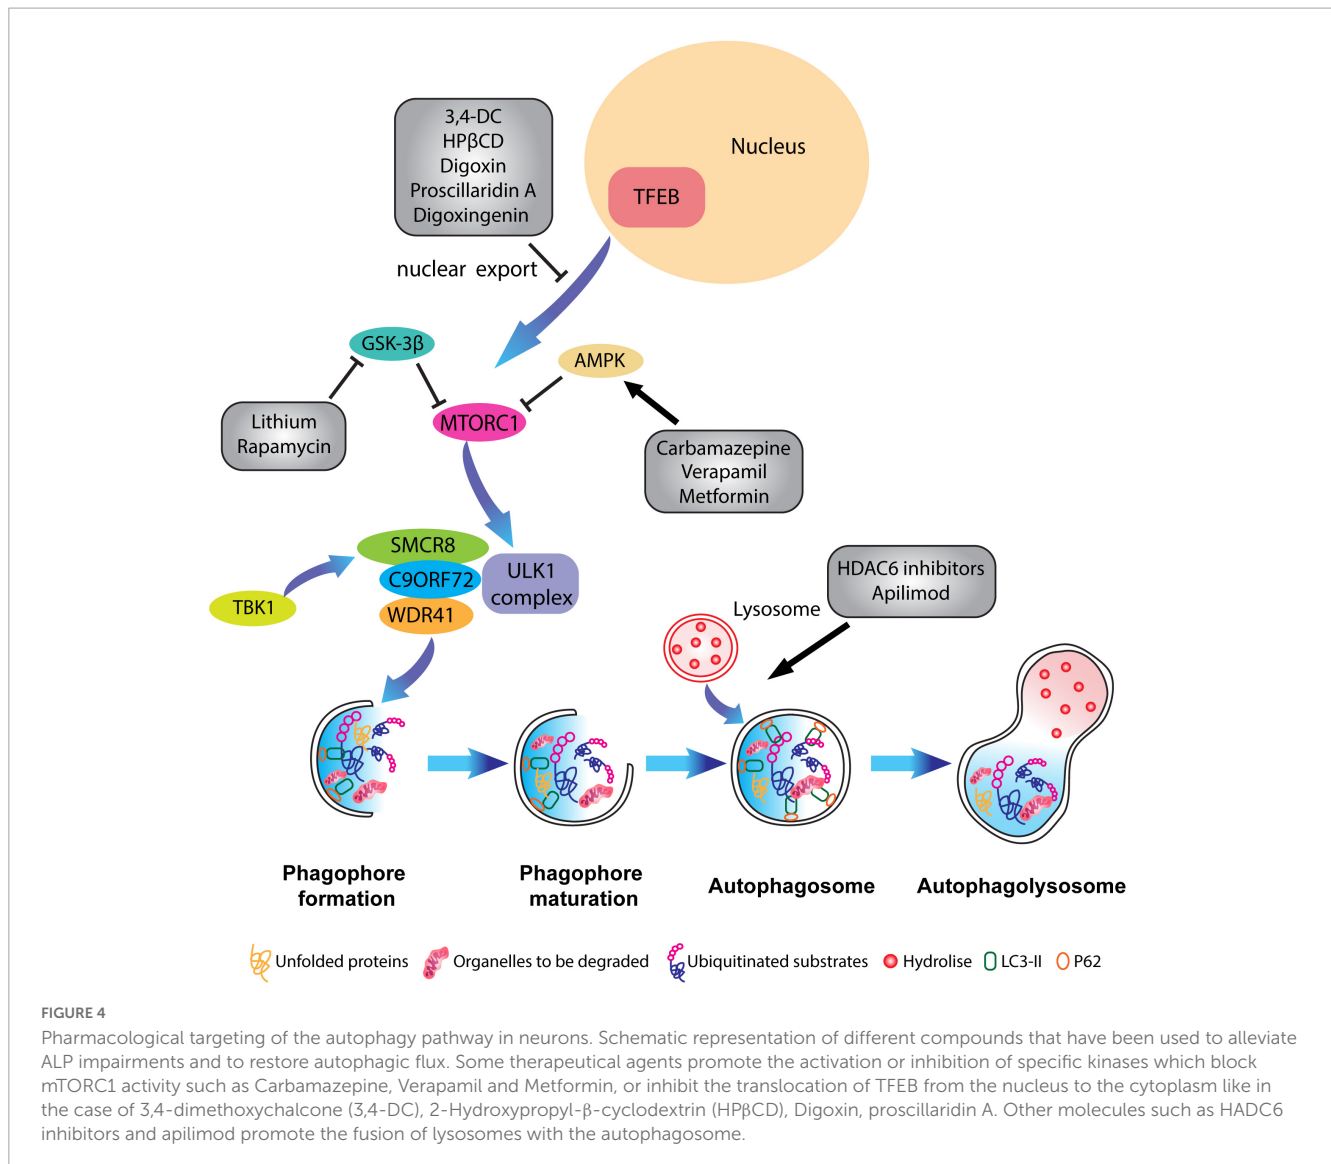 3,4-DC
HPβCD
Digoxin
Proscillaridin A
Digoxingenin
Nucleus
TFEB
nuclear export
GSK-3β
AMPK
Lithium
Rapamycin
MTORC1
Carbamazepine
Verapamil
Metformin
SMCR8
C9ORF72
WDR41
ULK1
complex
TBK1
HDAC6 inhibitors
Apilimod
Lysosome
Phagophore
formation
Phagophore
maturation
Autophagosome
Autophagolysosome
Unfolded proteins
Organelles to be degraded
Ubiquitinated substrates
Hydrolise
LC3-II
P62
FIGURE 4
Pharmacological targeting of the autophagy pathway in neurons. Schematic representation of different compounds that have been used to alleviate
ALP impairments and to restore autophagic flux. Some therapeutical agents promote the activation or inhibition of specific kinases which block
mTORC1 activity such as Carbamazepine, Verapamil and Metformin, or inhibit the translocation of TFEB from the nucleus to the cytoplasm like in
the case of 3,4-dimethoxychalcone (3,4-DC), 2-Hydroxypropyl-β-cyclodextrin (HPβCD), Digoxin, proscillaridin A. Other molecules such as HADC6
inhibitors and apilimod promote the fusion of lysosomes with the autophagosome.